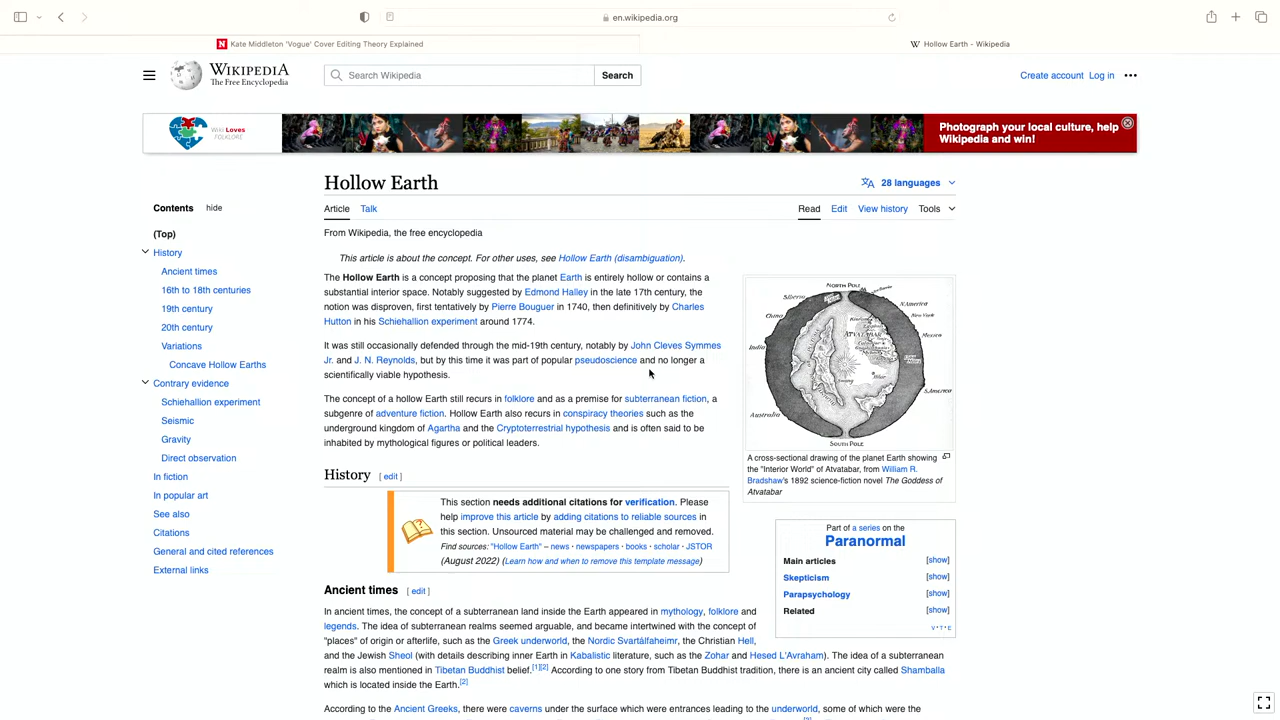 en.wikipedia.org
Kate Middleton 'Vogue' Cover Editing Theory Explained
Hollow Earth - Wikipedia
WIKIPEDIA
The Free Encyclopedia
Search Wikipedia
Search
Create account Log in
Wiki Loves
FOLKLORE
Photograph your local culture, help
Wikipedia and win!
Hollow Earth
28 languages
Contents hide
(Top)
History
Ancient times
16th to 18th centuries
19th century
20th century
Variations
Concave Hollow Earths
Contrary evidence
Schiehallion experiment
Seismic
Gravity
Direct observation
In fiction
In popular art
See also
Citations
General and cited references
External links
Article Talk
Read Edit View history Tools
From Wikipedia, the free encyclopedia
This article is about the concept. For other uses, see Hollow Earth (disambiguation).
The Hollow Earth is a concept proposing that the planet Earth is entirely hollow or contains a
substantial interior space. Notably suggested by Edmond Halley in the late 17th century, the
notion was disproven, first tentatively by Pierre Bouguer in 1740, then definitively by Charles
Hutton in his Schiehallion experiment around 1774.
It was still occasionally defended through the mid-19th century, notably by John Cleves Symmes
Jr. and J. N. Reynolds, but by this time it was part of popular pseudoscience and no longer a
scientifically viable hypothesis.
The concept of a hollow Earth still recurs in folklore and as a premise for subterranean fiction, a
subgenre of adventure fiction. Hollow Earth also recurs in conspiracy theories such as the
underground kingdom of Agartha and the Cryptoterrestrial hypothesis and is often said to be
inhabited by mythological figures or political leaders.
NORTH POLE
S.Iberia
N.America
New York
China
ATVATABAR
Mexico
India
S.America
Australia
SOUTH POLE
A cross-sectional drawing of the planet Earth showing
the "Interior World" of Atvatabar, from William R.
Bradshaw's 1892 science-fiction novel The Goddess of
Atvatabar
History [ edit ]
This section needs additional citations for verification. Please
help improve this article by adding citations to reliable sources in
this section. Unsourced material may be challenged and removed.
Find sources: "Hollow Earth" – news · newspapers · books · scholar · JSTOR
(August 2022) (Learn how and when to remove this template message)
Part of a series on the
Paranormal
Main articles [show]
Skepticism [show]
Parapsychology [show]
Related [show]
V·T·E
Ancient times [ edit ]
In ancient times, the concept of a subterranean land inside the Earth appeared in mythology, folklore and
legends. The idea of subterranean realms seemed arguable, and became intertwined with the concept of
"places" of origin or afterlife, such as the Greek underworld, the Nordic Svartálfaheimr, the Christian Hell,
and the Jewish Sheol (with details describing inner Earth in Kabalistic literature, such as the Zohar and Hesed L'Avraham). The idea of a subterranean
realm is also mentioned in Tibetan Buddhist belief.[1][2] According to one story from Tibetan Buddhist tradition, there is an ancient city called Shamballa
which is located inside the Earth.[2]
According to the Ancient Greeks, there were caverns under the surface which were entrances leading to the underworld, some of which were the